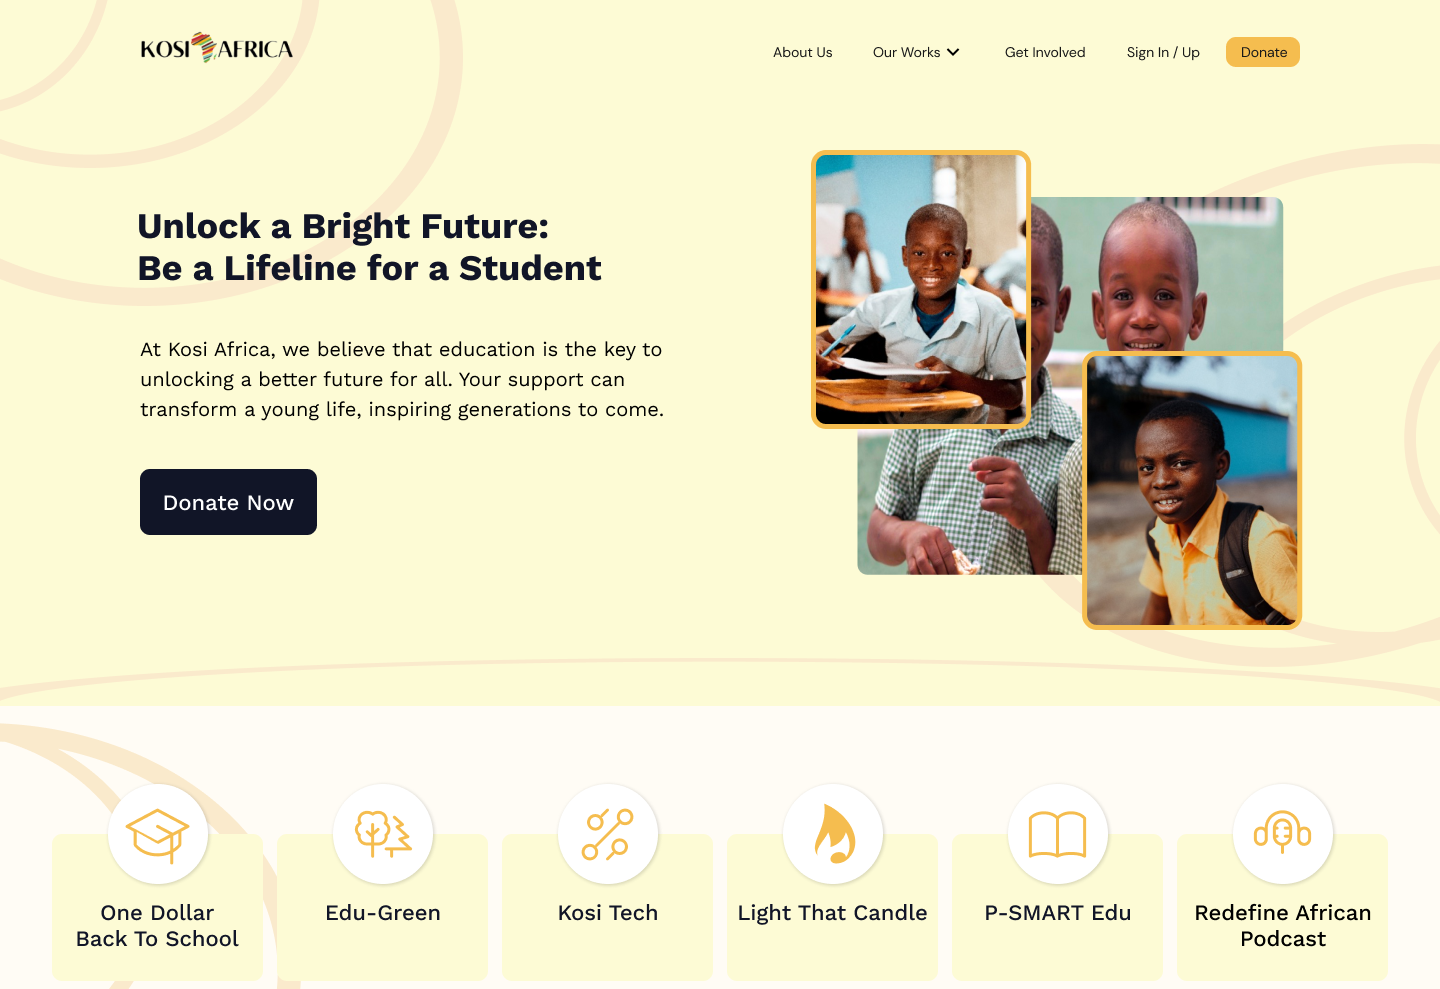 KOSI AFRICA
About Us
Our Works
Get Involved
Sign In / Up
Donate
Unlock a Bright Future:
Be a Lifeline for a Student
At Kosi Africa, we believe that education is the key to
unlocking a better future for all. Your support can
transform a young life, inspiring generations to come.
Donate Now
One Dollar
Back To School
Edu-Green
Kosi Tech
Light That Candle
P-SMART Edu
Redefine African
Podcast